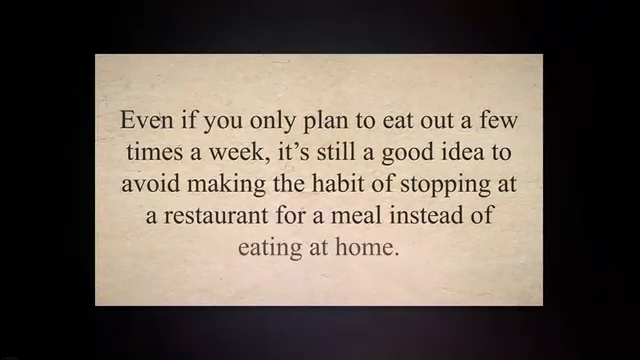 Even if you only plan to eat out a few
times a week, it’s still a good idea to
avoid making the habit of stopping at
a restaurant for a meal instead of
eating at home.